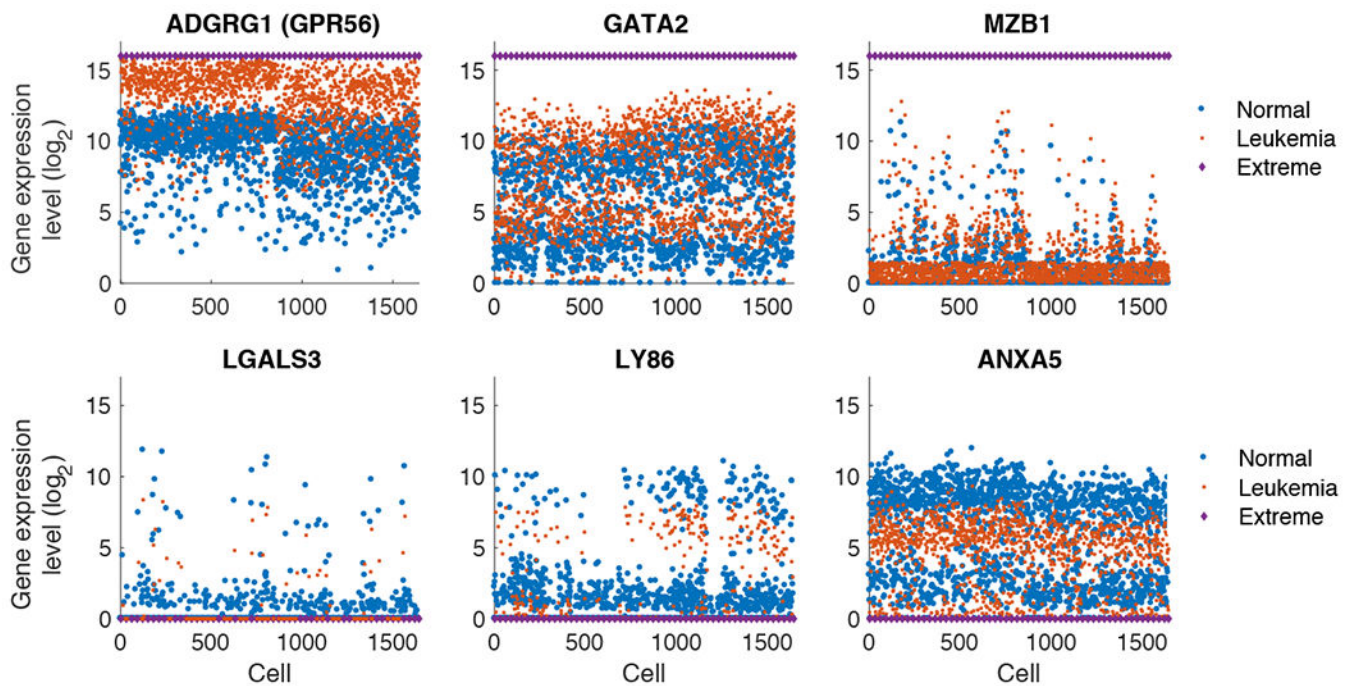 ADGRG1 (GPR56) GATA2 MZB1
Gene expression
level (log2)
15
10
5
0
0 500 1000 1500
15
10
5
0
0 500 1000 1500
15
10
5
0
0 500 1000 1500
Normal
Leukemia
Extreme
LGALS3 LY86 ANXA5
Gene expression
level (log2)
15
10
5
0
0 500 1000 1500
Cell
15
10
5
0
0 500 1000 1500
Cell
15
10
5
0
0 500 1000 1500
Cell
Normal
Leukemia
Extreme